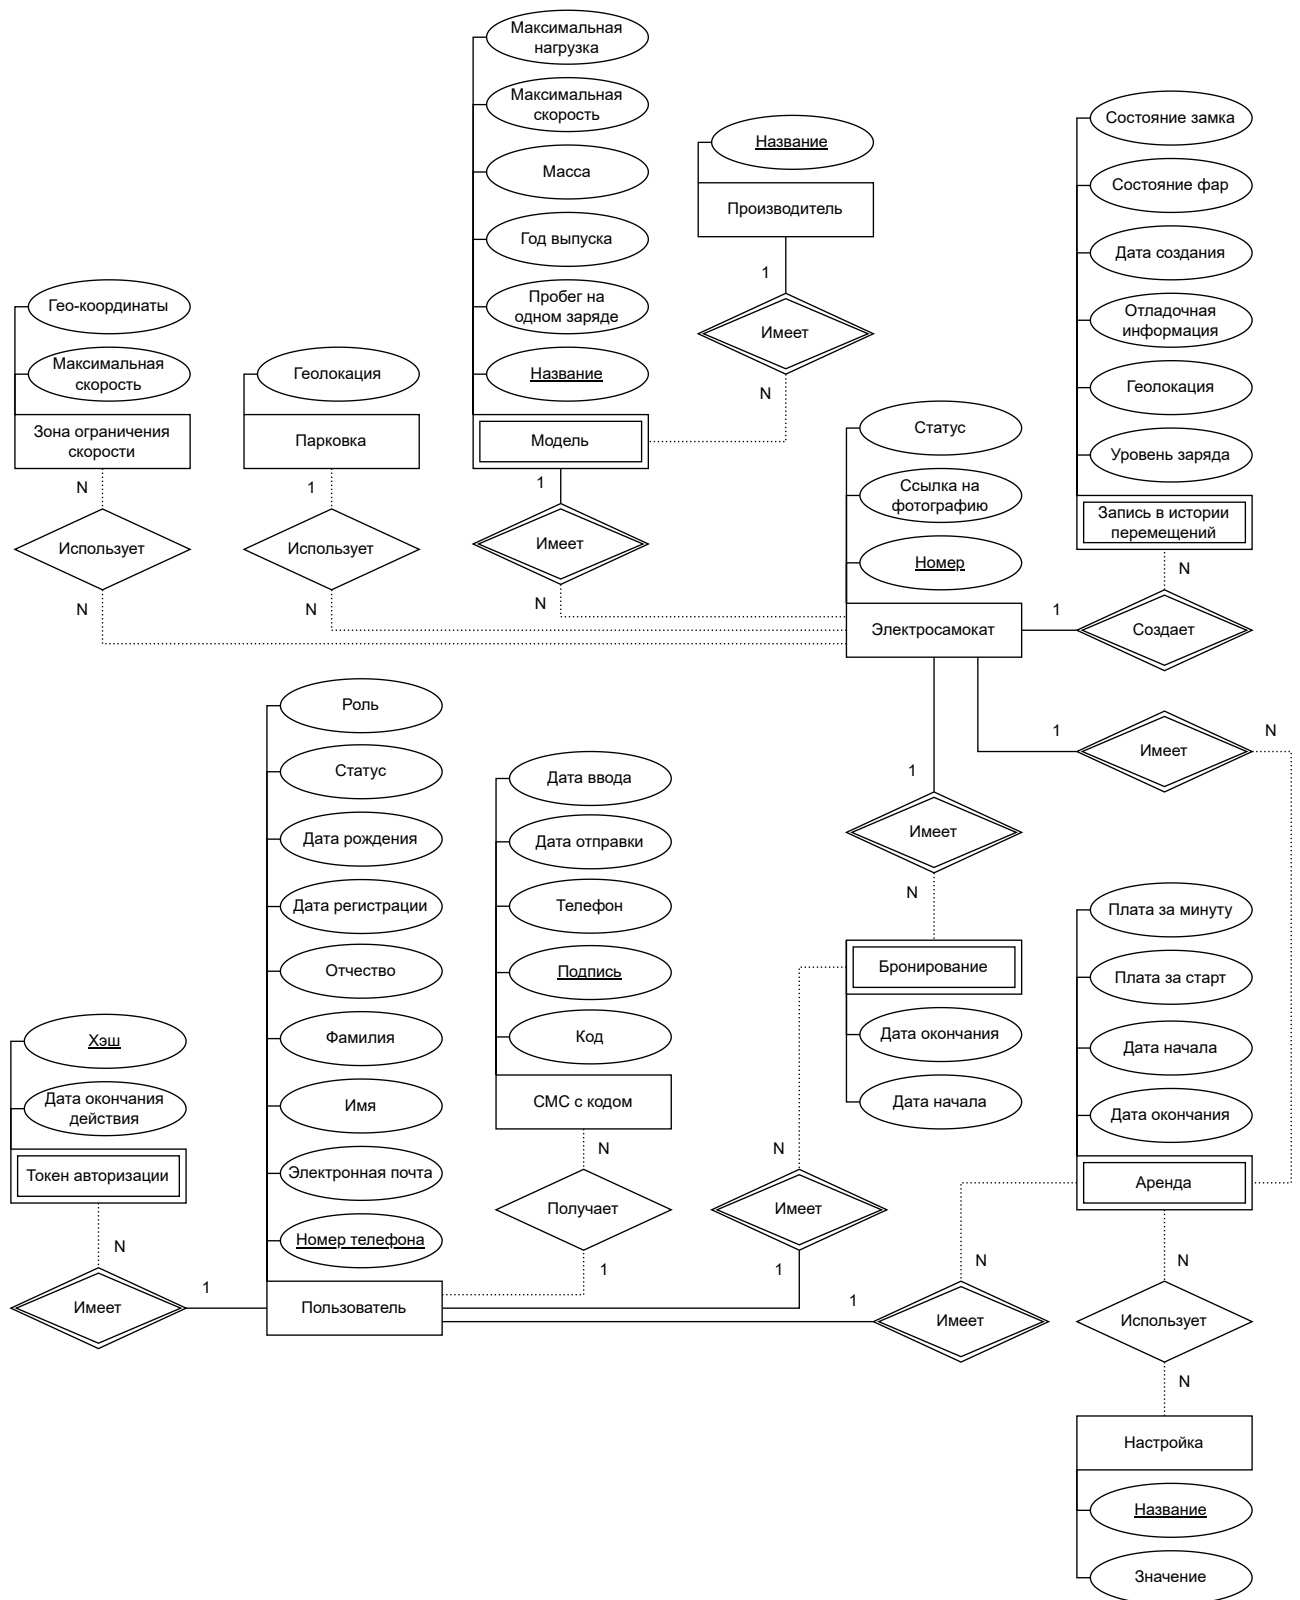 Максимальная
нагрузка
Максимальная
скорость
Масса
Год выпуска
Пробег на
одном заряде
Название
Модель
1
Имеет
N
Название
Производитель
1
Имеет
N
Гео-координаты
Максимальная
скорость
Зона ограничения
скорости
N
Использует
N
Геолокация
Парковка
1
Использует
N
Состояние замка
Состояние фар
Дата создания
Отладочная
информация
Геолокация
Уровень заряда
Запись в истории
перемещений
N
Создает
1
Статус
Ссылка на
фотографию
Номер
Электросамокат
1
Имеет
N
1
Имеет
N
Роль
Статус
Дата рождения
Дата регистрации
Отчество
Фамилия
Имя
Электронная почта
Номер телефона
Пользователь
Дата ввода
Дата отправки
Телефон
Подпись
Код
СМС с кодом
N
Получает
1
Хэш
Дата окончания
действия
Токен авторизации
N
Имеет
1
Бронирование
Дата окончания
Дата начала
N
Имеет
1
Плата за минуту
Плата за старт
Дата начала
Дата окончания
Аренда
N
Имеет
1
N
Использует
N
Настройка
Название
Значение